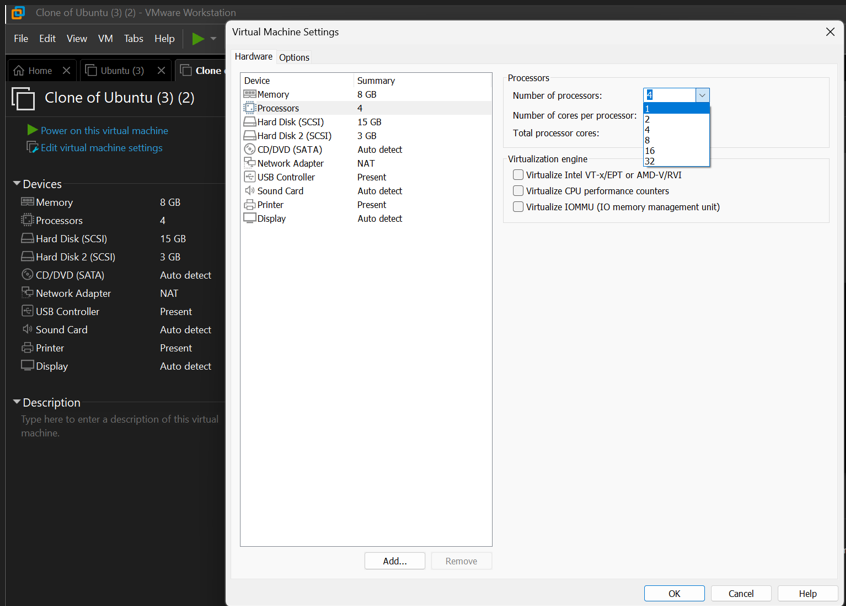 Clone of Ubuntu (3) (2) - VMware Workstation
File Edit View VM Tabs Help
Home
Ubuntu (3)
Clone
Clone of Ubuntu (3) (2)
Power on this virtual machine
Edit virtual machine settings
Devices
Memory 8 GB
Processors 4
Hard Disk (SCSI) 15 GB
Hard Disk 2 (SCSI) 3 GB
CD/DVD (SATA) Auto detect
Network Adapter NAT
USB Controller Present
Sound Card Auto detect
Printer Present
Display Auto detect
Description
Type here to enter a description of this virtual
machine.
Virtual Machine Settings
Hardware Options
Device Summary
Memory 8 GB
Processors 4
Hard Disk (SCSI) 15 GB
Hard Disk 2 (SCSI) 3 GB
CD/DVD (SATA) Auto detect
Network Adapter NAT
USB Controller Present
Sound Card Auto detect
Printer Present
Display Auto detect
Add... Remove
Processors
Number of processors: 4
Number of cores per processor:
Total processor cores:
1
2
4
8
16
32
Virtualization engine
Virtualize Intel VT-x/EPT or AMD-V/RVI
Virtualize CPU performance counters
Virtualize IOMMU (IO memory management unit)
OK Cancel Help